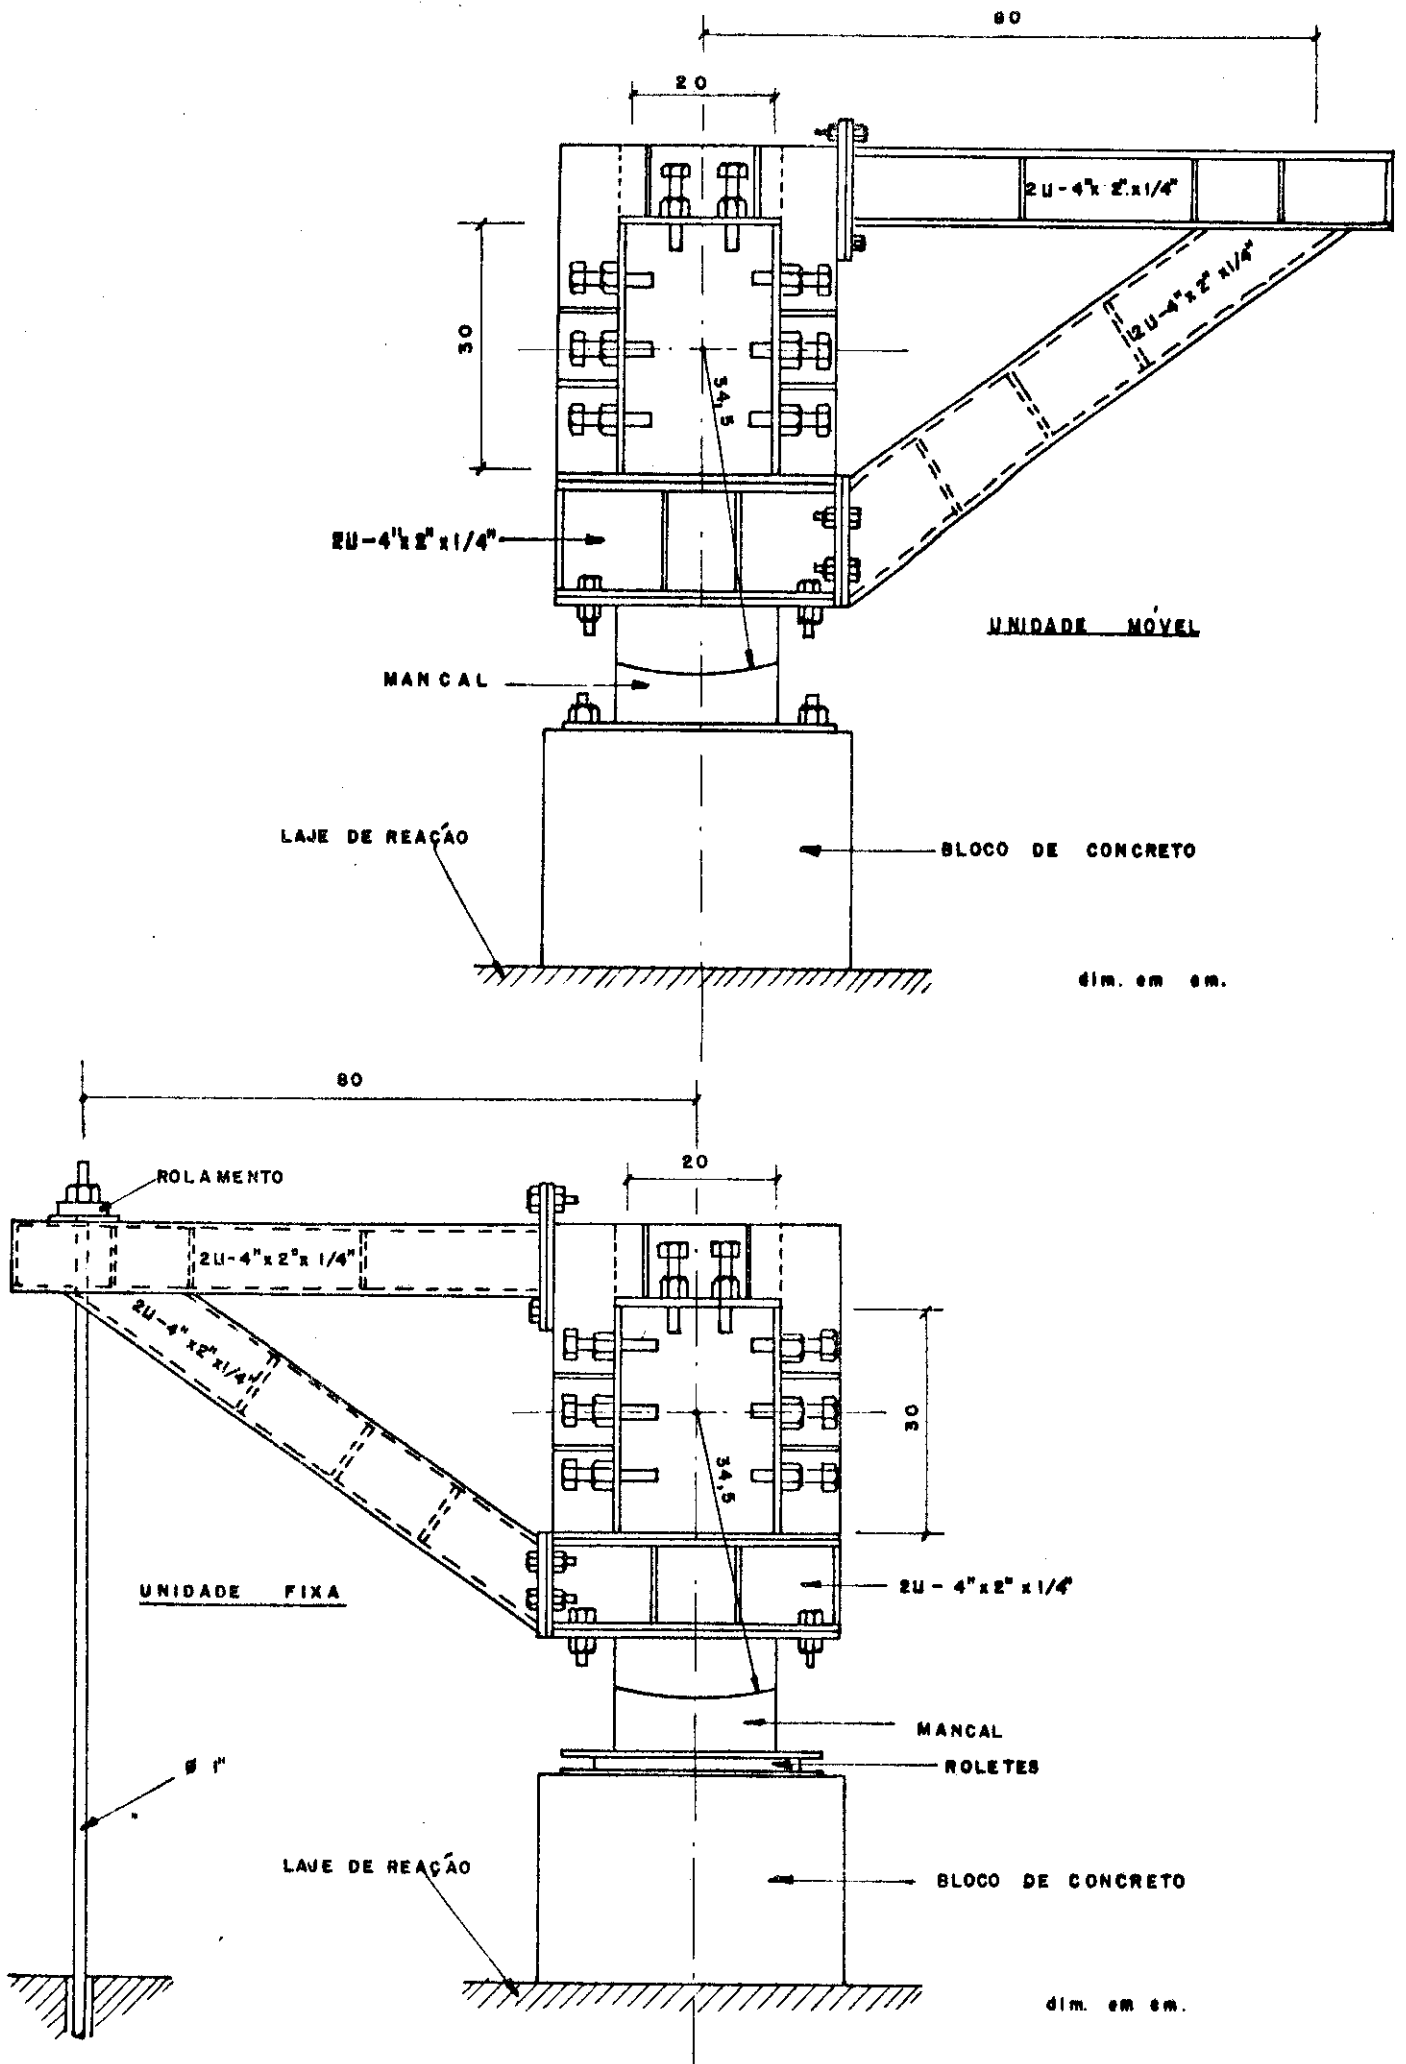 80
20
2U-4"x 2"x1/4"
2U-4"x 2"x1/4"
30
34,5
2U-4"x2"x1/4"
UNIDADE MÓVEL
MANCAL
LAJE DE REAÇÃO
BLOCO DE CONCRETO
dim. em cm.
80
20
ROLAMENTO
2U-4"x2"x 1/4"
2U-4"x2"x1/4"
30
34,5
UNIDADE FIXA
2U- 4"x2"x1/4"
MANCAL
ROLETES
Ø 1"
LAJE DE REAÇÃO
BLOCO DE CONCRETO
dim. em cm.